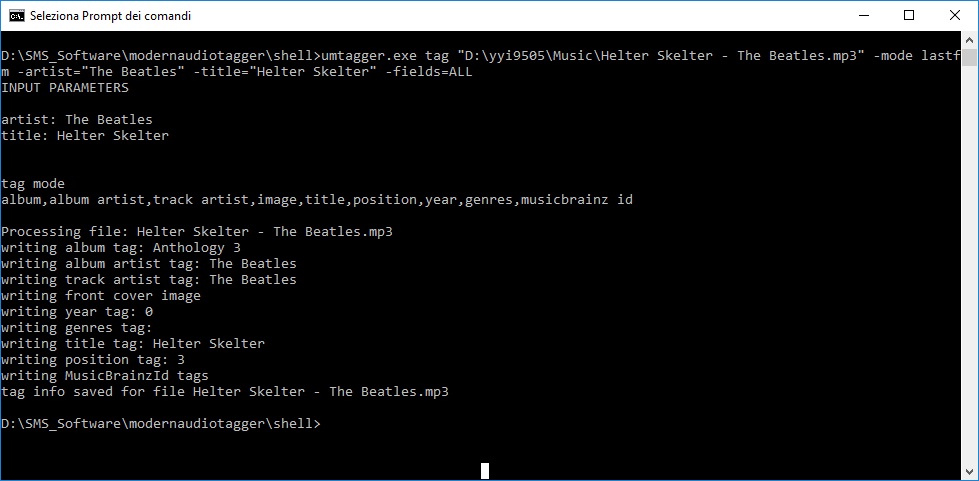 Seleziona Prompt dei comandi
D:\SMS_Software\modernaudiotagger\shell>umtagger.exe tag "D:\yyi9505\Music\Helter Skelter - The Beatles.mp3" -mode lastf
m -artist="The Beatles" -title="Helter Skelter" -fields=ALL
INPUT PARAMETERS
artist: The Beatles
title: Helter Skelter
tag mode
album,album artist,track artist,image,title,position,year,genres,musicbrainz id
Processing file: Helter Skelter - The Beatles.mp3
writing album tag: Anthology 3
writing album artist tag: The Beatles
writing track artist tag: The Beatles
writing front cover image
writing year tag: 0
writing genres tag:
writing title tag: Helter Skelter
writing position tag: 3
writing MusicBrainzId tags
tag info saved for file Helter Skelter - The Beatles.mp3
D:\SMS_Software\modernaudiotagger\shell>